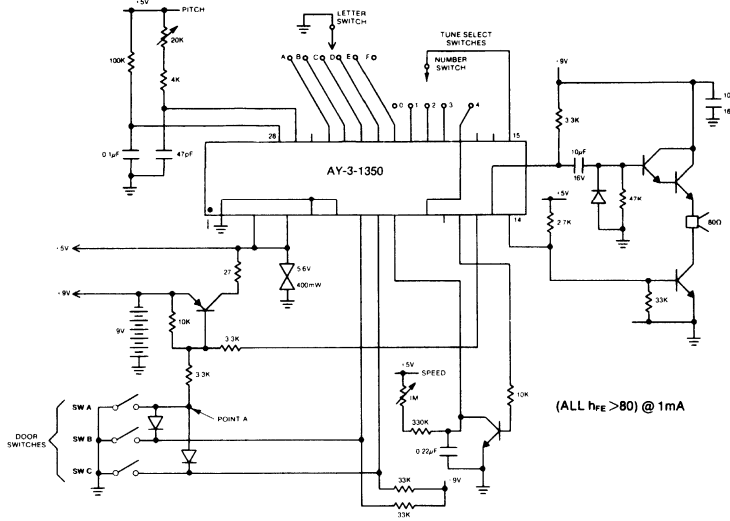 +5V
PITCH
20K
100K
4K
0.1µF
47pF
LETTER
SWITCH
A B C D E F
TUNE SELECT
SWITCHES
NUMBER
SWITCH
0 1 2 3 4
28
15
AY-3-1350
1
14
+9V
3.3K
10µF
16V
47K
80Ω
+5V
2.7K
33K
+5V
27
5.6V
400mW
+9V
9V
10K
3.3K
3.3K
SW A
SW B
SW C
DOOR
SWITCHES
POINT A
+5V
SPEED
1M
330K
0.22µF
10K
+9V
33K
33K
(ALL hFE >80) @ 1mA